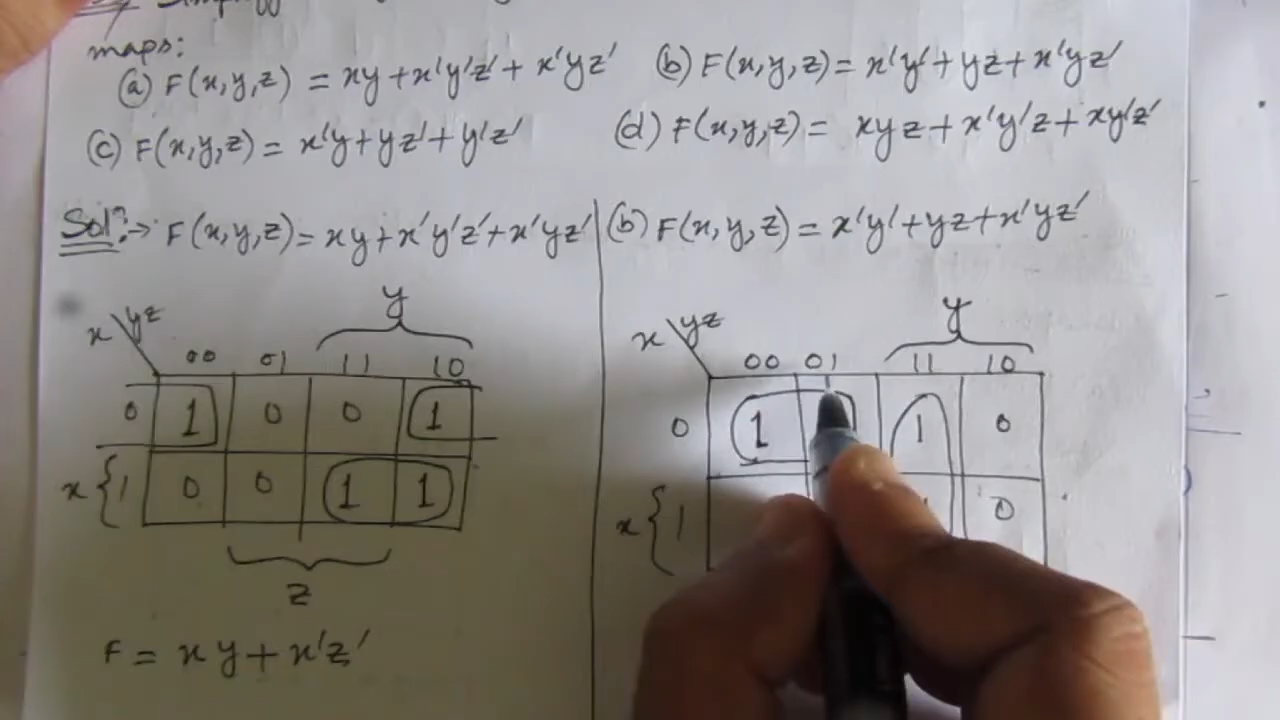 maps:
(a) F(x,y,z) = xy + x'y'z' + x'yz' (b) F(x,y,z) = x'y' + yz + x'yz'
(c) F(x,y,z) = x'y + yz' + y'z' (d) F(x,y,z) = xyz + x'y'z + xy'z'
Solⁿ:→ F(x,y,z) = xy + x'y'z' + x'yz' (b) F(x,y,z) = x'y' + yz + x'yz'
y y
x yz x yz
00 01 11 10 00 01 11 10
0 1 0 0 1 0 1 1 0
x { 1 0 0 1 1 x { 1 0
z
F = xy + x'z'